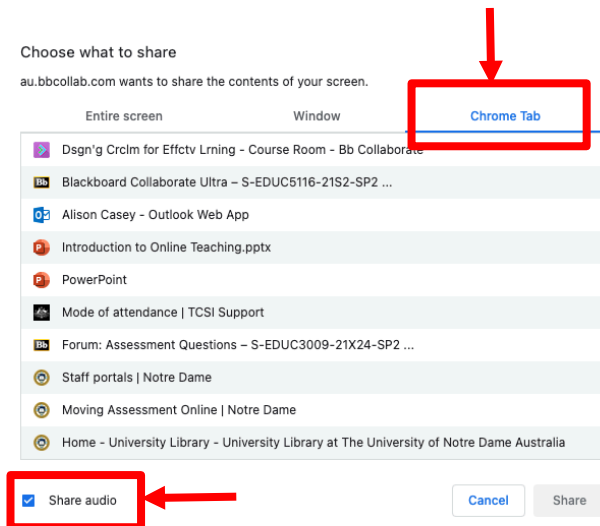 Choose what to share
au.bbcollab.com wants to share the contents of your screen.
Entire screen Window Chrome Tab
Dsgn'g Crclm for Effctv Lrning - Course Room - Bb Collaborate
Bb Blackboard Collaborate Ultra – S-EDUC5116-21S2-SP2 ...
Alison Casey - Outlook Web App
Introduction to Online Teaching.pptx
PowerPoint
Mode of attendance | TCSI Support
Bb Forum: Assessment Questions – S-EDUC3009-21X24-SP2 ...
Staff portals | Notre Dame
Moving Assessment Online | Notre Dame
Home - University Library - University Library at The University of Notre Dame Australia
Share audio Cancel Share